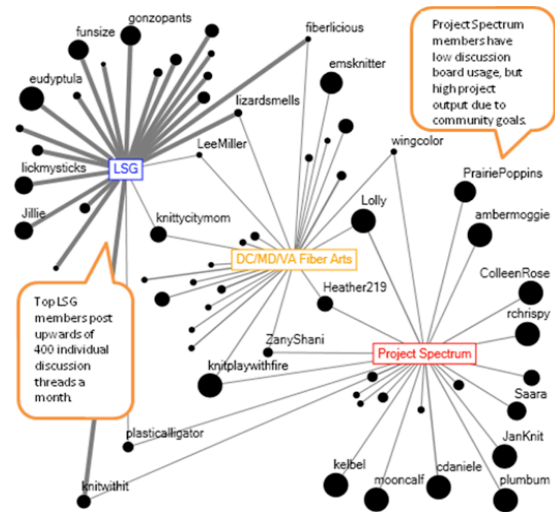 gonzopants
funsize
fiberlicious
eudyptula
emsknitter
Project Spectrum
members have
low discussion
board usage, but
high project
output due to
community goals.
lizardsmells
LeeMiller
wingcolor
lickmysticks
LSG
PrairiePoppins
Jillie
knittycitymom
Lolly
ambermoggie
DC/MD/VA Fiber Arts
ColleenRose
Heather219
rchrispy
Top LSG
members post
upwards of
400 individual
discussion
threads a
month.
ZanyShani
Project Spectrum
knitplaywithfire
Saara
plasticalligator
JanKnit
kelbel
mooncalf
cdaniele
plumbum
knitwithit